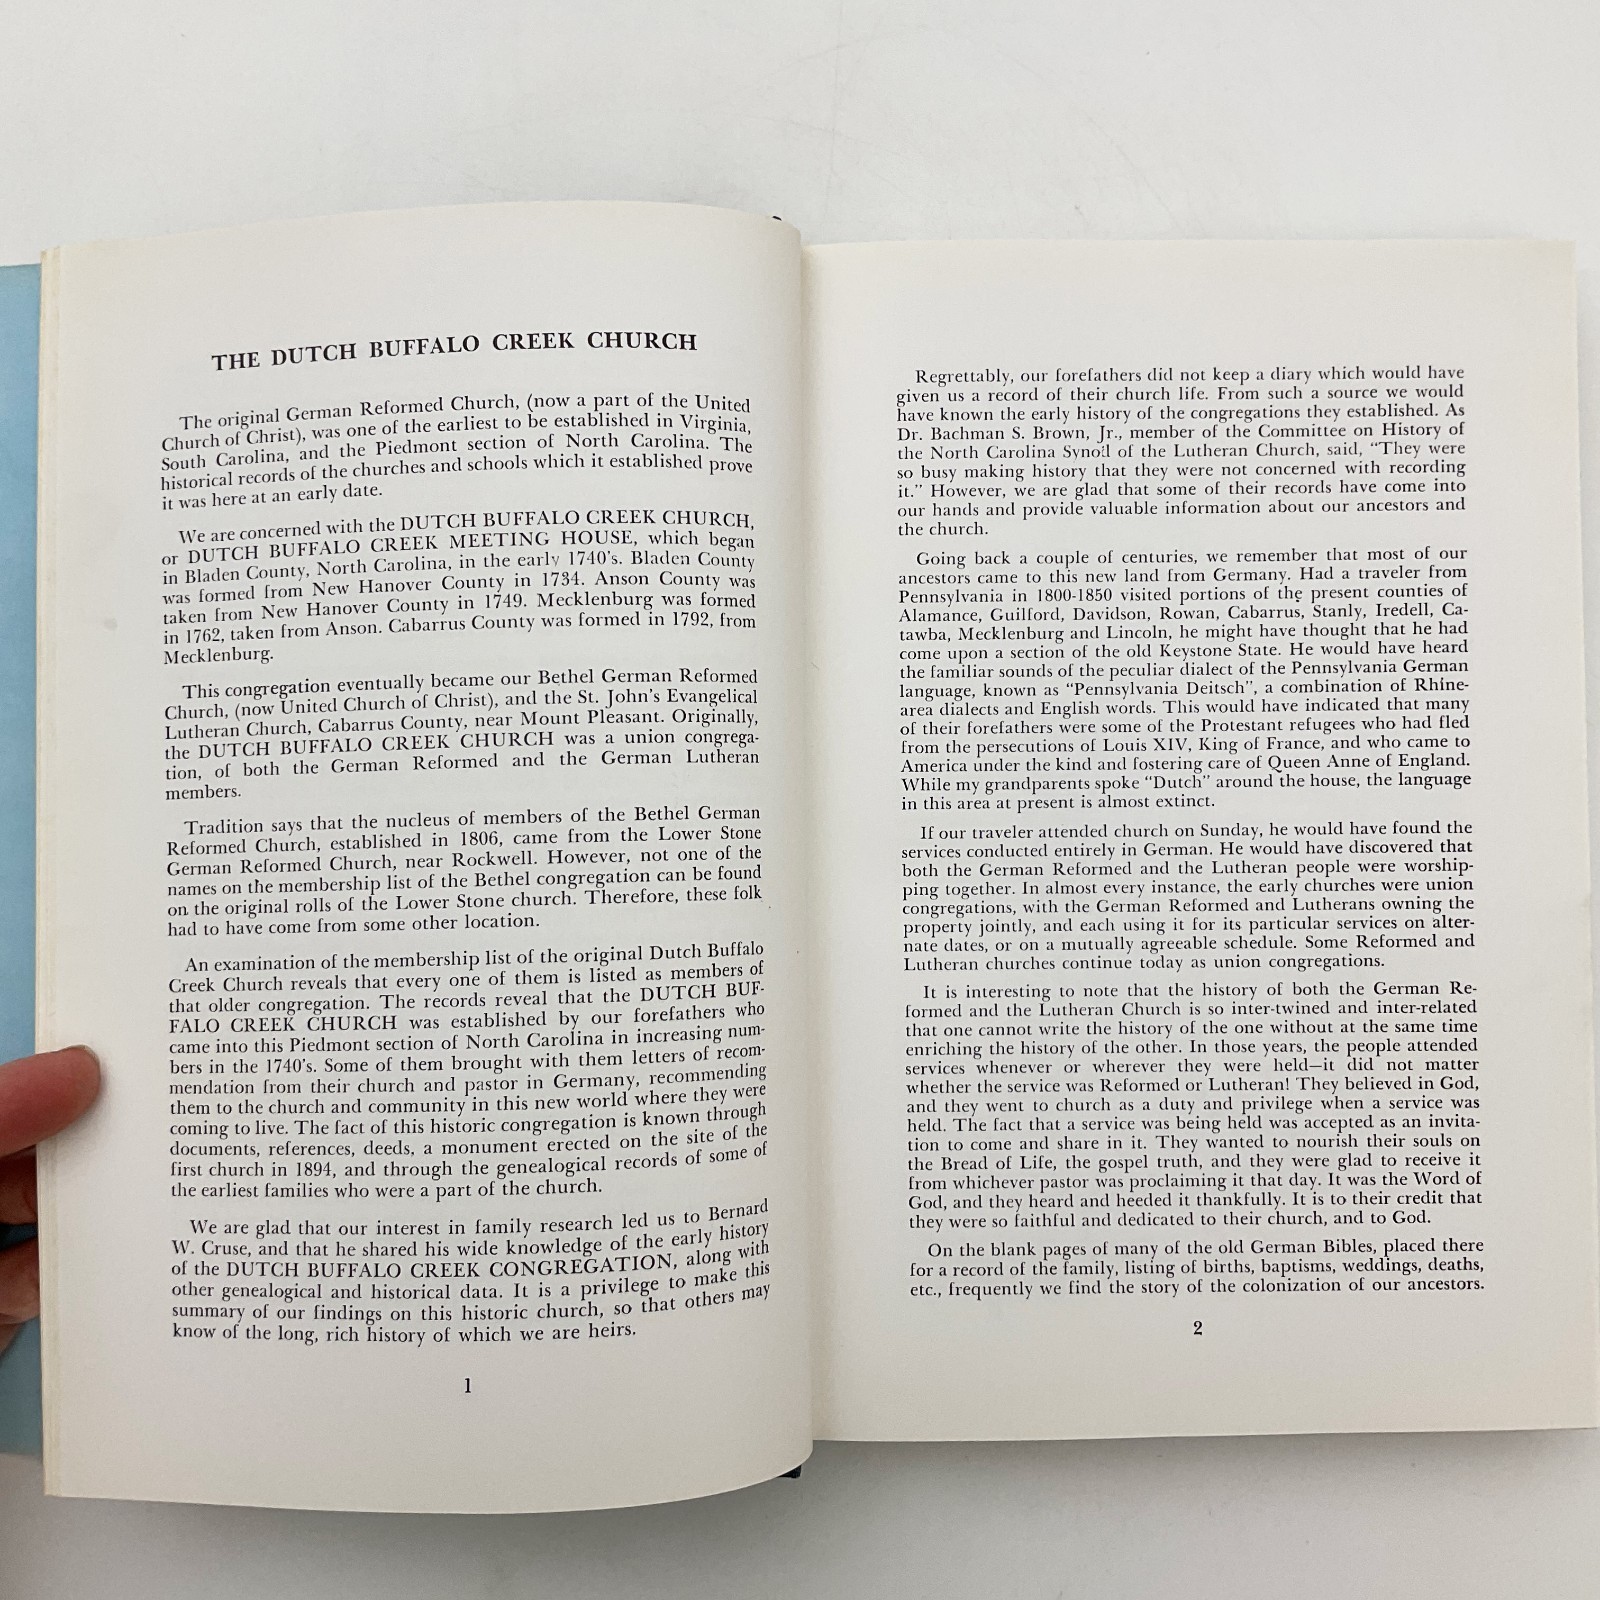 THE DUTCH BUFFALO CREEK CHURCH
The original German Reformed Church, (now a part of the United
Church of Christ), was one of the earliest to be established in Virginia,
South Carolina, and the Piedmont section of North Carolina. The
historical records of the churches and schools which it established prove
it was here at an early date.
We are concerned with the DUTCH BUFFALO CREEK CHURCH,
or DUTCH BUFFALO CREEK MEETING HOUSE, which began
in Bladen County, North Carolina, in the early 1740's. Bladen County
was formed from New Hanover County in 1734. Anson County was
taken from New Hanover County in 1749. Mecklenburg was formed
in 1762, taken from Anson. Cabarrus County was formed in 1792, from
Mecklenburg.
This congregation eventually became our Bethel German Reformed
Church, (now United Church of Christ), and the St. John's Evangelical
Lutheran Church, Cabarrus County, near Mount Pleasant. Originally,
the DUTCH BUFFALO CREEK CHURCH was a union congrega-
tion, of both the German Reformed and the German Lutheran
members.
Tradition says that the nucleus of members of the Bethel German
Reformed Church, established in 1806, came from the Lower Stone
German Reformed Church, near Rockwell. However, not one of the
names on the membership list of the Bethel congregation can be found
on the original rolls of the Lower Stone church. Therefore, these folk
had to have come from some other location.
An examination of the membership list of the original Dutch Buffalo
Creek Church reveals that every one of them is listed as members of
that older congregation. The records reveal that the DUTCH BUF-
FALO CREEK CHURCH was established by our forefathers who
came into this Piedmont section of North Carolina in increasing num-
bers in the 1740's. Some of them brought with them letters of recom-
mendation from their church and pastor in Germany, recommending
them to the church and community in this new world where they were
coming to live. The fact of this historic congregation is known through
documents, references, deeds, a monument erected on the site of the
first church in 1894, and through the genealogical records of some of
the earliest families who were a part of the church.
We are glad that our interest in family research led us to Bernard
W. Cruse, and that he shared his wide knowledge of the early history
of the DUTCH BUFFALO CREEK CONGREGATION, along with
other genealogical and historical data. It is a privilege to make this
summary of our findings on this historic church, so that others may
know of the long, rich history of which we are heirs.
1
Regrettably, our forefathers did not keep a diary which would have
given us a record of their church life. From such a source we would
have known the early history of the congregations they established. As
Dr. Bachman S. Brown, Jr., member of the Committee on History of
the North Carolina Synod of the Lutheran Church, said, "They were
so busy making history that they were not concerned with recording
it." However, we are glad that some of their records have come into
our hands and provide valuable information about our ancestors and
the church.
Going back a couple of centuries, we remember that most of our
ancestors came to this new land from Germany. Had a traveler from
Pennsylvania in 1800-1850 visited portions of the present counties of
Alamance, Guilford, Davidson, Rowan, Cabarrus, Stanly, Iredell, Ca-
tawba, Mecklenburg and Lincoln, he might have thought that he had
come upon a section of the old Keystone State. He would have heard
the familiar sounds of the peculiar dialect of the Pennsylvania German
language, known as "Pennsylvania Deitsch", a combination of Rhine-
area dialects and English words. This would have indicated that many
of their forefathers were some of the Protestant refugees who had fled
from the persecutions of Louis XIV, King of France, and who came to
America under the kind and fostering care of Queen Anne of England.
While my grandparents spoke "Dutch" around the house, the language
in this area at present is almost extinct.
If our traveler attended church on Sunday, he would have found the
services conducted entirely in German. He would have discovered that
both the German Reformed and the Lutheran people were worship-
ping together. In almost every instance, the early churches were union
congregations, with the German Reformed and Lutherans owning the
property jointly, and each using it for its particular services on alter-
nate dates, or on a mutually agreeable schedule. Some Reformed and
Lutheran churches continue today as union congregations.
It is interesting to note that the history of both the German Re-
formed and the Lutheran Church is so inter-twined and inter-related
that one cannot write the history of the one without at the same time
enriching the history of the other. In those years, the people attended
services whenever or wherever they were held—it did not matter
whether the service was Reformed or Lutheran! They believed in God,
and they went to church as a duty and privilege when a service was
held. The fact that a service was being held was accepted as an invita-
tion to come and share in it. They wanted to nourish their souls on
the Bread of Life, the gospel truth, and they were glad to receive it
from whichever pastor was proclaiming it that day. It was the Word of
God, and they heard and heeded it thankfully. It is to their credit that
they were so faithful and dedicated to their church, and to God.
On the blank pages of many of the old German Bibles, placed there
for a record of the family, listing of births, baptisms, weddings, deaths,
etc., frequently we find the story of the colonization of our ancestors.
2